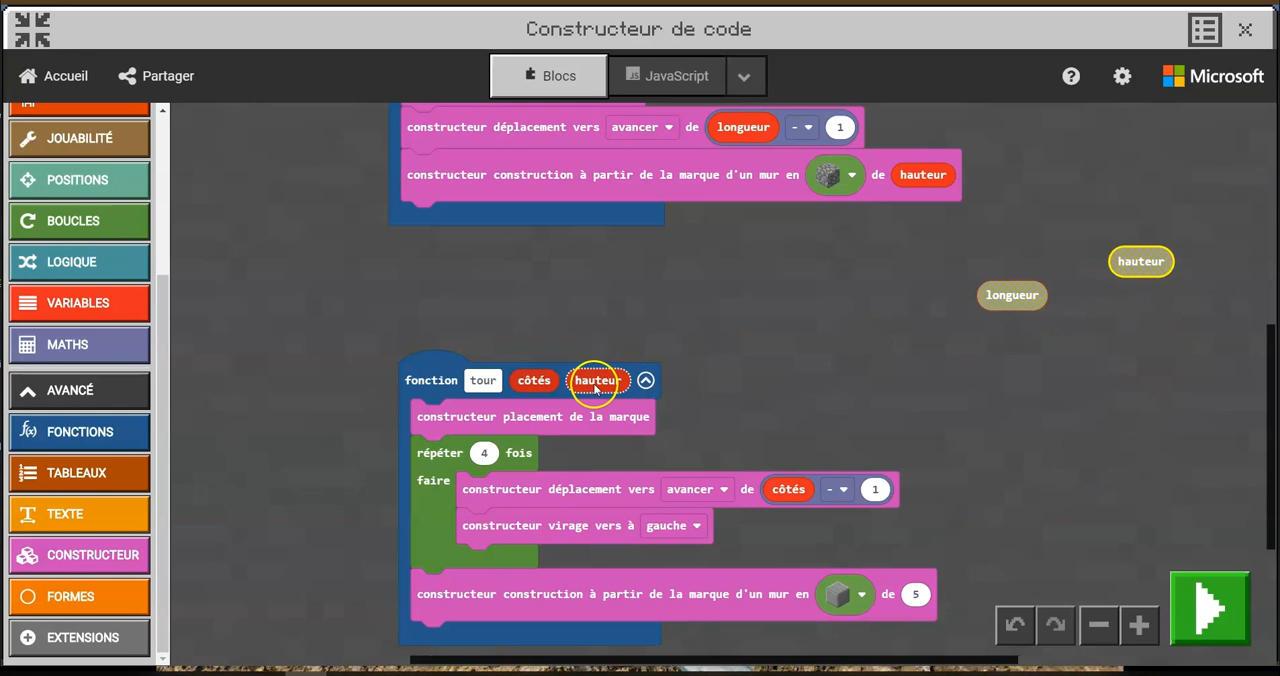 Constructeur de code
Accueil
Partager
Blocs
JS JavaScript
Microsoft
JOUABILITÉ
POSITIONS
BOUCLES
LOGIQUE
VARIABLES
MATHS
AVANCÉ
FONCTIONS
TABLEAUX
TEXTE
CONSTRUCTEUR
FORMES
EXTENSIONS
constructeur déplacement vers avancer de longueur - 1
constructeur construction à partir de la marque d'un mur en de hauteur
hauteur
longueur
fonction tour côtés hauteur
constructeur placement de la marque
répéter 4 fois
faire
constructeur déplacement vers avancer de côtés - 1
constructeur virage vers à gauche
constructeur construction à partir de la marque d'un mur en de 5